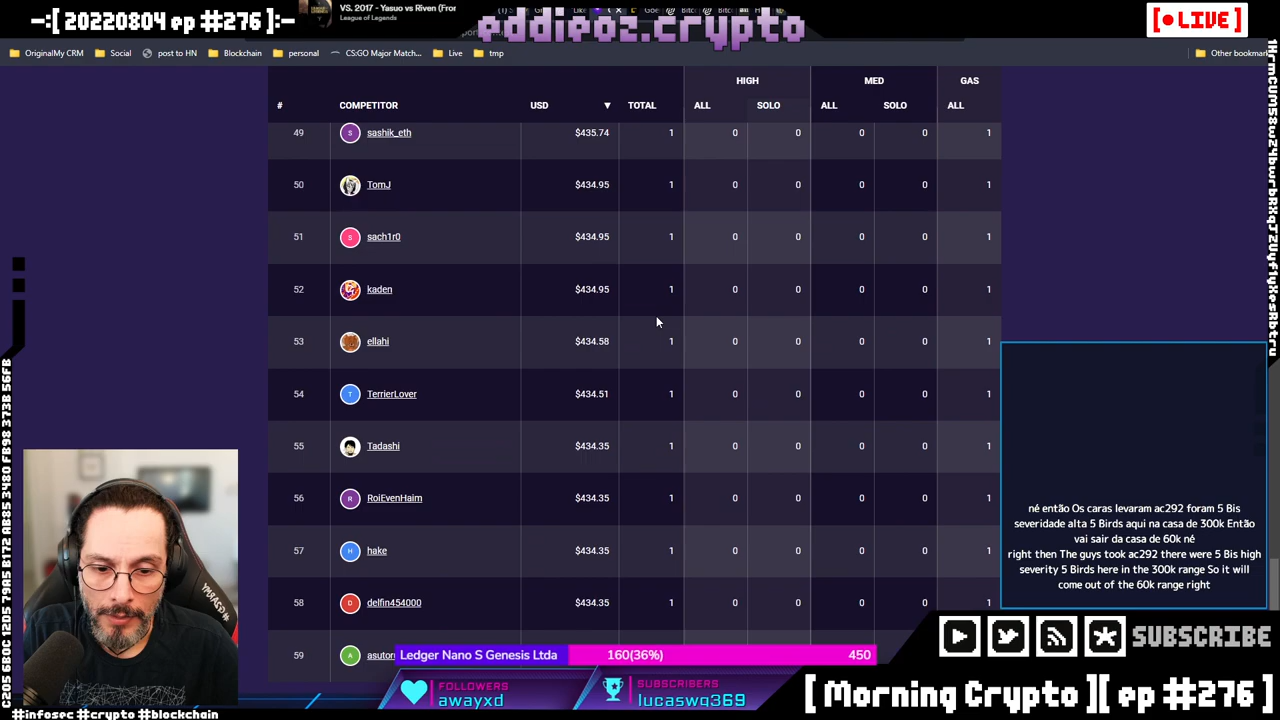 -:[ 20220804 ep #276 ]:-
VS. 2017 - Yasuo vs Riven (Fron
League of Legends
eddieoz.crypto
[● LIVE]
OriginalMy CRM
Social
post to HN
Blockchain
personal
CS:GO Major Match...
Live
tmp
Other bookmar
HIGH MED GAS
# COMPETITOR USD ▼ TOTAL ALL SOLO ALL SOLO ALL
49 S sashik_eth $435.74 1 0 0 0 0 1
50 TomJ $434.95 1 0 0 0 0 1
51 S sach1r0 $434.95 1 0 0 0 0 1
52 kaden $434.95 1 0 0 0 0 1
53 ellahi $434.58 1 0 0 0 0 1
54 T TerrierLover $434.51 1 0 0 0 0 1
55 Tadashi $434.35 1 0 0 0 0 1
56 R RoiEvenHaim $434.35 1 0 0 0 0 1
57 H hake $434.35 1 0 0 0 0 1
58 D delfin454000 $434.35 1 0 0 0 0 1
59 A asutor
né então Os caras levaram ac292 foram 5 Bis
severidade alta 5 Birds aqui na casa de 300k Então
vai sair da casa de 60k né
right then The guys took ac292 there were 5 Bis high
severity 5 Birds here in the 300k range So it will
come out of the 60k range right
Ledger Nano S Genesis Ltda 160(36%) 450
FOLLOWERS
awayxd
SUBSCRIBERS
lucaswq369
SUBSCRIBE
[ Morning Crypto ][ ep #276 ]
#infosec #crypto #blockchain